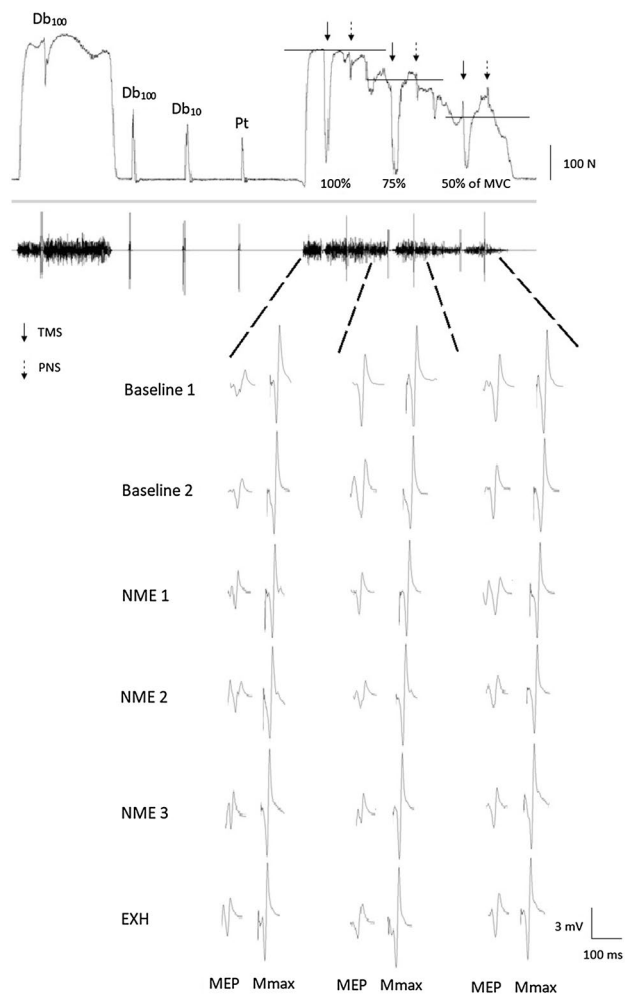 Db100
Db100
Db10
Pt
100 N
100% 75% 50% of MVC
TMS
PNS
Baseline 1
Baseline 2
NME 1
NME 2
NME 3
EXH
3 mV
100 ms
MEP Mmax MEP Mmax MEP Mmax